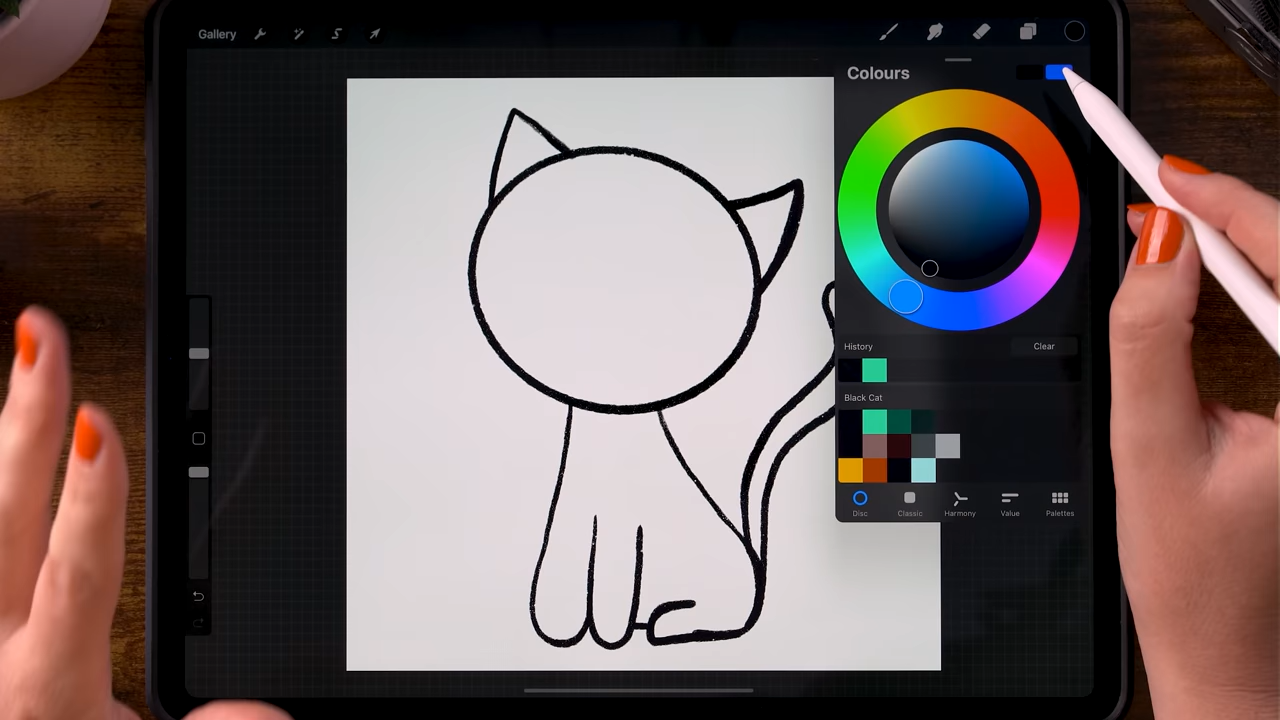 Gallery
Colours
History
Clear
Black Cat
Disc
Classic
Harmony
Value
Palettes